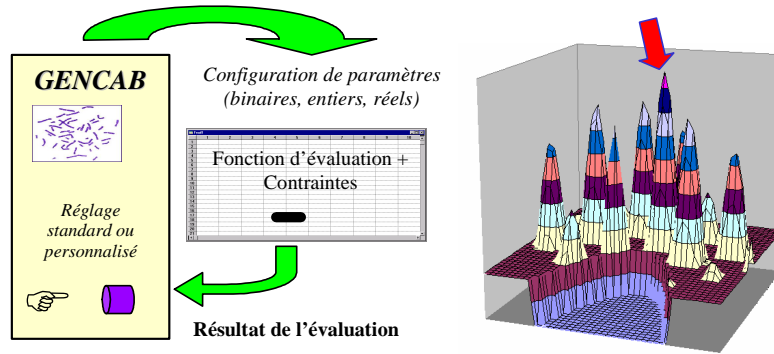 GENCAB
Configuration de paramètres
(binaires, entiers, réels)
Fonction d'évaluation +
Contraintes
Réglage
standard ou
personnalisé
Résultat de l'évaluation